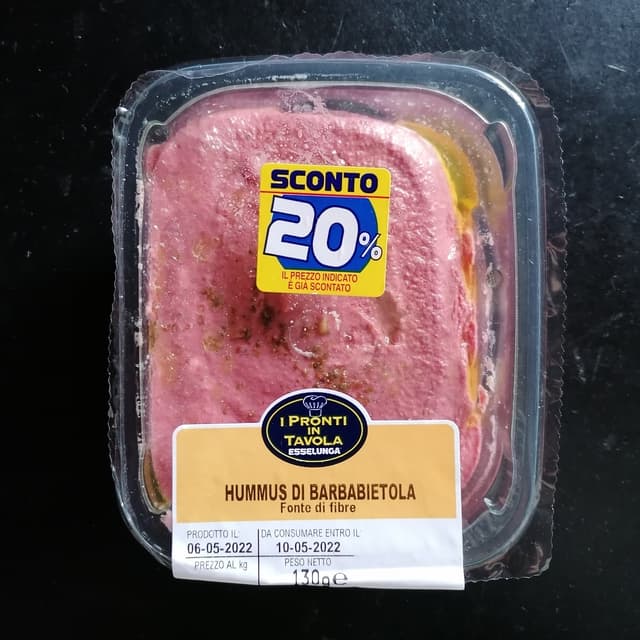 SCONTO
20%
IL PREZZO INDICATO
È GIÀ SCONTATO
I PRONTI
IN
TAVOLA
ESSELUNGA
HUMMUS DI BARBABIETOLA
Fonte di fibre
PRODOTTO IL: DA CONSUMARE ENTRO IL:
06-05-2022 10-05-2022
PREZZO AL kg PESO NETTO
130g e